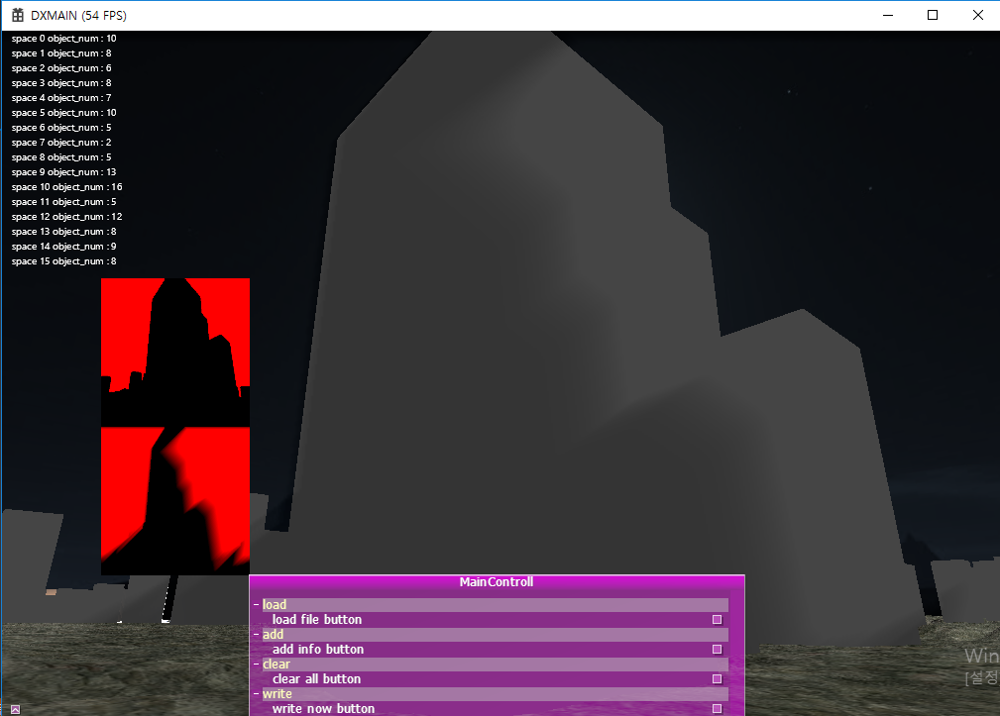 DXMAIN (54 FPS)
space 0 object_num : 10
space 1 object_num : 8
space 2 object_num : 6
space 3 object_num : 8
space 4 object_num : 7
space 5 object_num : 10
space 6 object_num : 5
space 7 object_num : 2
space 8 object_num : 5
space 9 object_num : 13
space 10 object_num : 16
space 11 object_num : 5
space 12 object_num : 12
space 13 object_num : 8
space 14 object_num : 9
space 15 object_num : 8
MainControll
- load
load file button
- add
add info button
- clear
clear all button
- write
write now button
Win
[설정